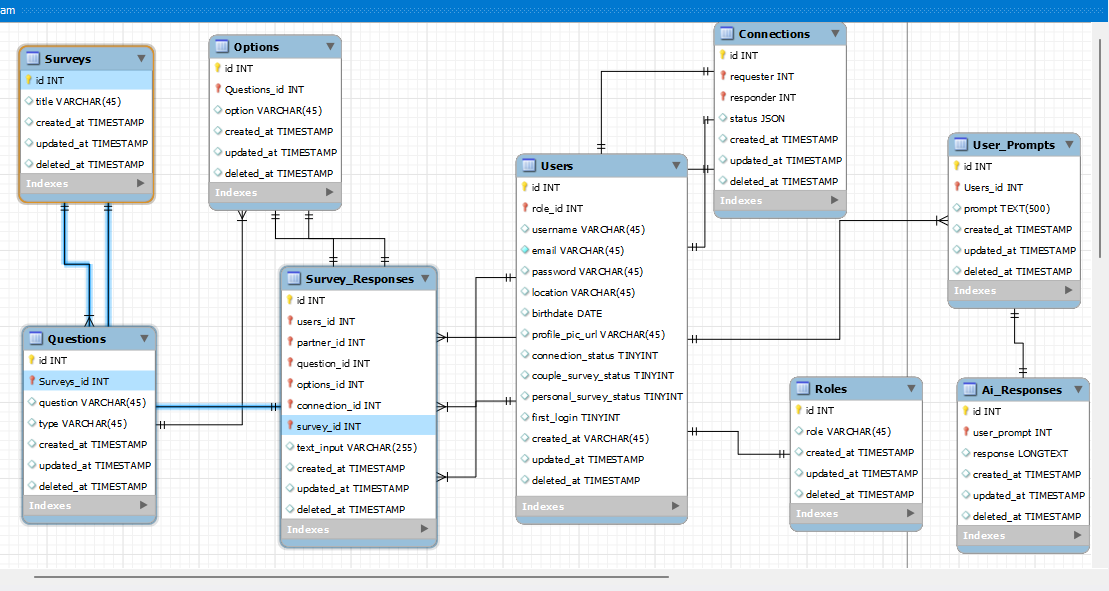 am
Surveys
id INT
title VARCHAR(45)
created_at TIMESTAMP
updated_at TIMESTAMP
deleted_at TIMESTAMP
Indexes
Options
id INT
Questions_id INT
option VARCHAR(45)
created_at TIMESTAMP
updated_at TIMESTAMP
deleted_at TIMESTAMP
Indexes
Questions
id INT
Surveys_id INT
question VARCHAR(45)
type VARCHAR(45)
created_at TIMESTAMP
updated_at TIMESTAMP
deleted_at TIMESTAMP
Indexes
Survey_Responses
id INT
users_id INT
partner_id INT
question_id INT
options_id INT
connection_id INT
survey_id INT
text_input VARCHAR(255)
created_at TIMESTAMP
updated_at TIMESTAMP
deleted_at TIMESTAMP
Indexes
Users
id INT
role_id INT
username VARCHAR(45)
email VARCHAR(45)
password VARCHAR(45)
location VARCHAR(45)
birthdate DATE
profile_pic_url VARCHAR(45)
connection_status TINYINT
couple_survey_status TINYINT
personal_survey_status TINYINT
first_login TINYINT
created_at VARCHAR(45)
updated_at TIMESTAMP
deleted_at TIMESTAMP
Indexes
Connections
id INT
requester INT
responder INT
status JSON
created_at TIMESTAMP
updated_at TIMESTAMP
deleted_at TIMESTAMP
Indexes
Roles
id INT
role VARCHAR(45)
created_at TIMESTAMP
updated_at TIMESTAMP
deleted_at TIMESTAMP
Indexes
User_Prompts
id INT
Users_id INT
prompt TEXT(500)
created_at TIMESTAMP
updated_at TIMESTAMP
deleted_at TIMESTAMP
Indexes
Ai_Responses
id INT
user_prompt INT
response LONGTEXT
created_at TIMESTAMP
updated_at TIMESTAMP
deleted_at TIMESTAMP
Indexes